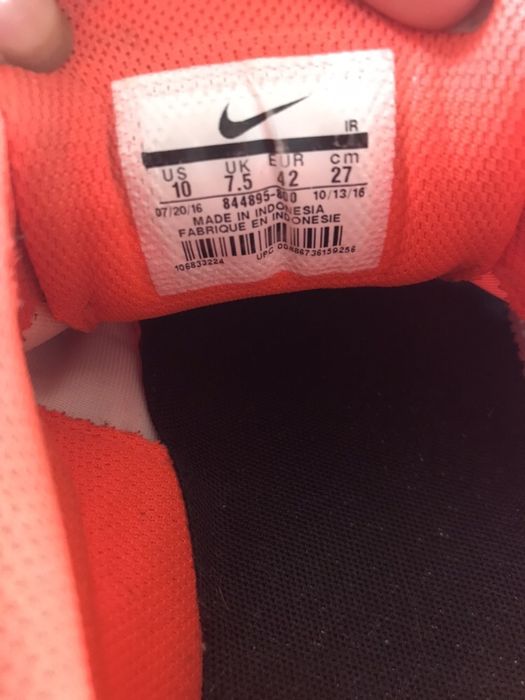 IR
US UK EUR cm
10 7.5 42 27
07/20/16 844895-800 10/13/16
MADE IN INDONESIA
FABRIQUE EN INDONESIE
106833224 UPC